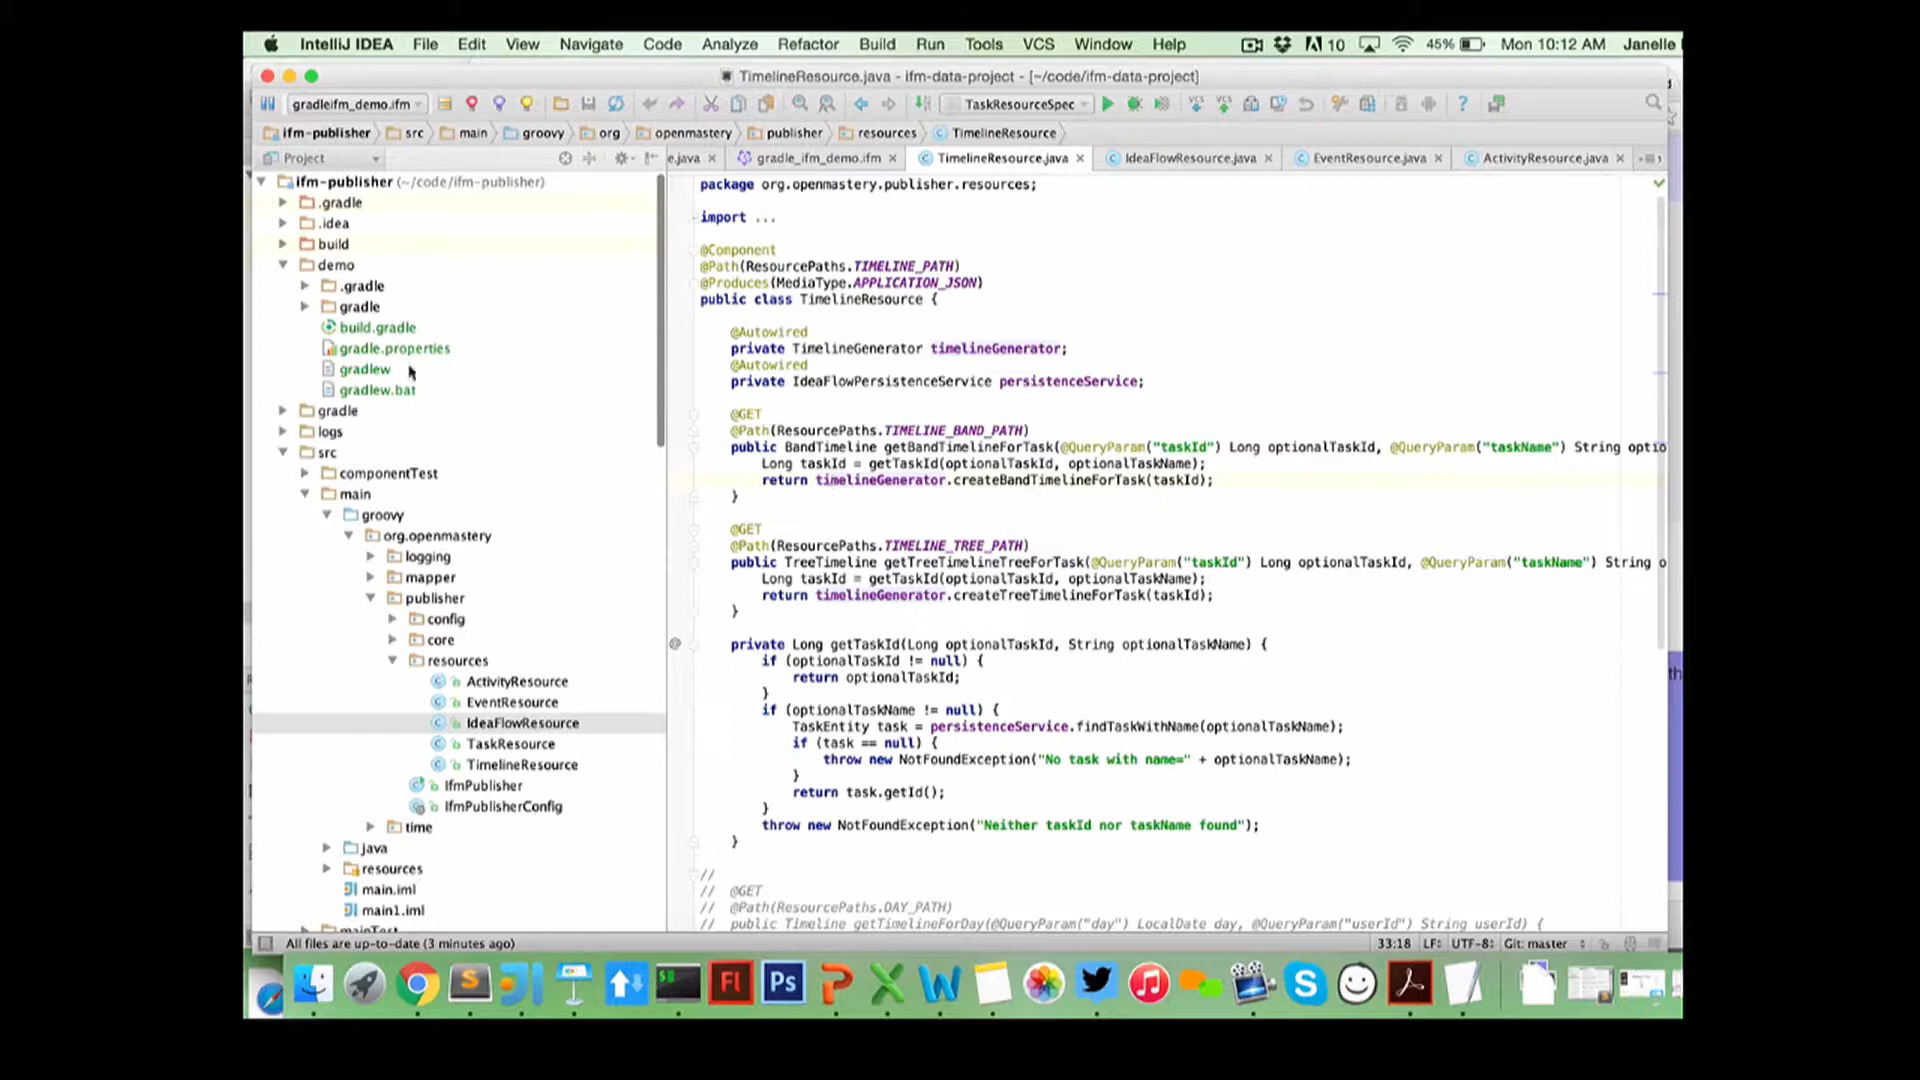 IntelliJ IDEA File Edit View Navigate Code Analyze Refactor Build Run Tools VCS Window Help 10 45% Mon 10:12 AM Janelle
TimelineResource.java - ifm-data-project - [~/code/ifm-data-project]
gradleifm_demo.ifm TaskResourceSpec
ifm-publisher src main groovy org openmastery publisher resources TimelineResource
Project
e.java gradle_ifm_demo.ifm TimelineResource.java IdeaFlowResource.java EventResource.java ActivityResource.java
ifm-publisher (~/code/ifm-publisher)
.gradle
.idea
build
demo
.gradle
gradle
build.gradle
gradle.properties
gradlew
gradlew.bat
gradle
logs
src
componentTest
main
groovy
org.openmastery
logging
mapper
publisher
config
core
resources
ActivityResource
EventResource
IdeaFlowResource
TaskResource
TimelineResource
IfmPublisher
IfmPublisherConfig
time
java
resources
main.iml
main1.iml
mainTest
package org.openmastery.publisher.resources;
import ...
@Component
@Path(ResourcePaths.TIMELINE_PATH)
@Produces(MediaType.APPLICATION_JSON)
public class TimelineResource {
@Autowired
private TimelineGenerator timelineGenerator;
@Autowired
private IdeaFlowPersistenceService persistenceService;
@GET
@Path(ResourcePaths.TIMELINE_BAND_PATH)
public BandTimeline getBandTimelineForTask(@QueryParam("taskId") Long optionalTaskId, @QueryParam("taskName") String optio
Long taskId = getTaskId(optionalTaskId, optionalTaskName);
return timelineGenerator.createBandTimelineForTask(taskId);
}
@GET
@Path(ResourcePaths.TIMELINE_TREE_PATH)
public TreeTimeline getTreeTimelineTreeForTask(@QueryParam("taskId") Long optionalTaskId, @QueryParam("taskName") String o
Long taskId = getTaskId(optionalTaskId, optionalTaskName);
return timelineGenerator.createTreeTimelineForTask(taskId);
}
private Long getTaskId(Long optionalTaskId, String optionalTaskName) {
if (optionalTaskId != null) {
return optionalTaskId;
}
if (optionalTaskName != null) {
TaskEntity task = persistenceService.findTaskWithName(optionalTaskName);
if (task == null) {
throw new NotFoundException("No task with name=" + optionalTaskName);
}
return task.getId();
}
throw new NotFoundException("Neither taskId nor taskName found");
}
//
// @GET
// @Path(ResourcePaths.DAY_PATH)
// public Timeline getTimelineForDay(@QueryParam("day") LocalDate day, @QueryParam("userId") String userId) {
All files are up-to-date (3 minutes ago) 33:18 LF: UTF-8: Git: master
S $ Fl Ps P X W S